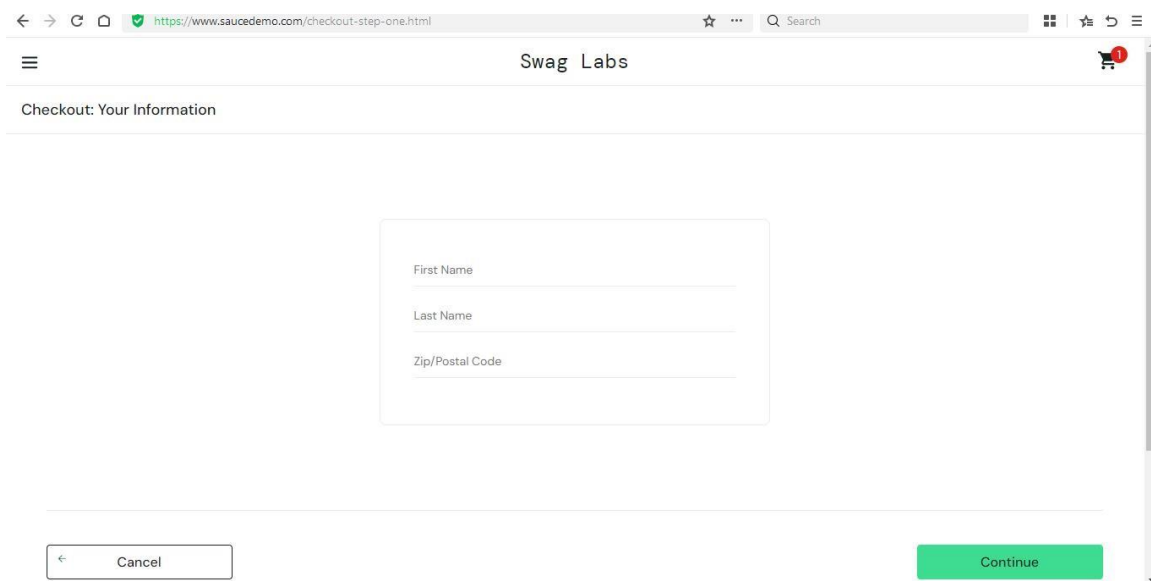 https://www.saucedemo.com/checkout-step-one.html ... Search
Swag Labs 1
Checkout: Your Information
First Name
Last Name
Zip/Postal Code
Cancel Continue